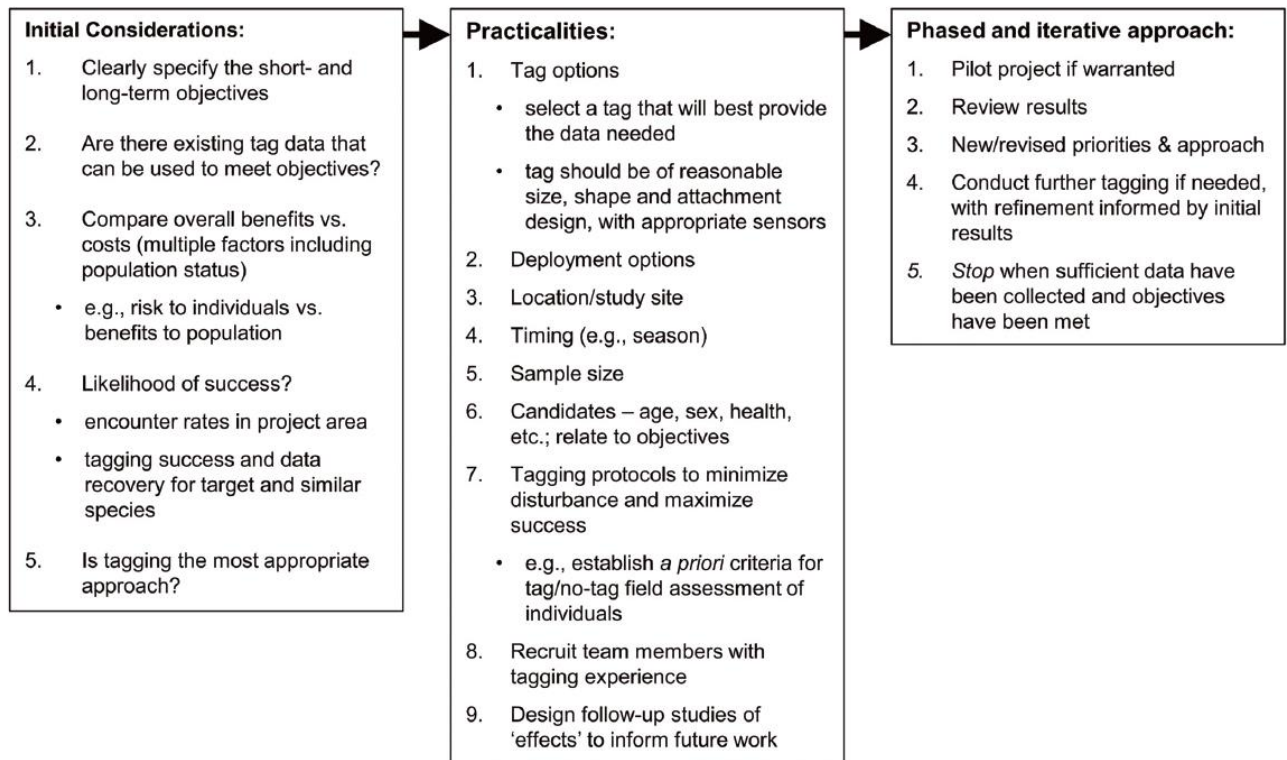 Initial Considerations:
1. Clearly specify the short- and
long-term objectives
2. Are there existing tag data that
can be used to meet objectives?
3. Compare overall benefits vs.
costs (multiple factors including
population status)
• e.g., risk to individuals vs.
benefits to population
4. Likelihood of success?
• encounter rates in project area
• tagging success and data
recovery for target and similar
species
5. Is tagging the most appropriate
approach?
Practicalities:
1. Tag options
• select a tag that will best provide
the data needed
• tag should be of reasonable
size, shape and attachment
design, with appropriate sensors
2. Deployment options
3. Location/study site
4. Timing (e.g., season)
5. Sample size
6. Candidates – age, sex, health,
etc.; relate to objectives
7. Tagging protocols to minimize
disturbance and maximize
success
• e.g., establish a priori criteria for
tag/no-tag field assessment of
individuals
8. Recruit team members with
tagging experience
9. Design follow-up studies of
‘effects’ to inform future work
Phased and iterative approach:
1. Pilot project if warranted
2. Review results
3. New/revised priorities & approach
4. Conduct further tagging if needed,
with refinement informed by initial
results
5. Stop when sufficient data have
been collected and objectives
have been met